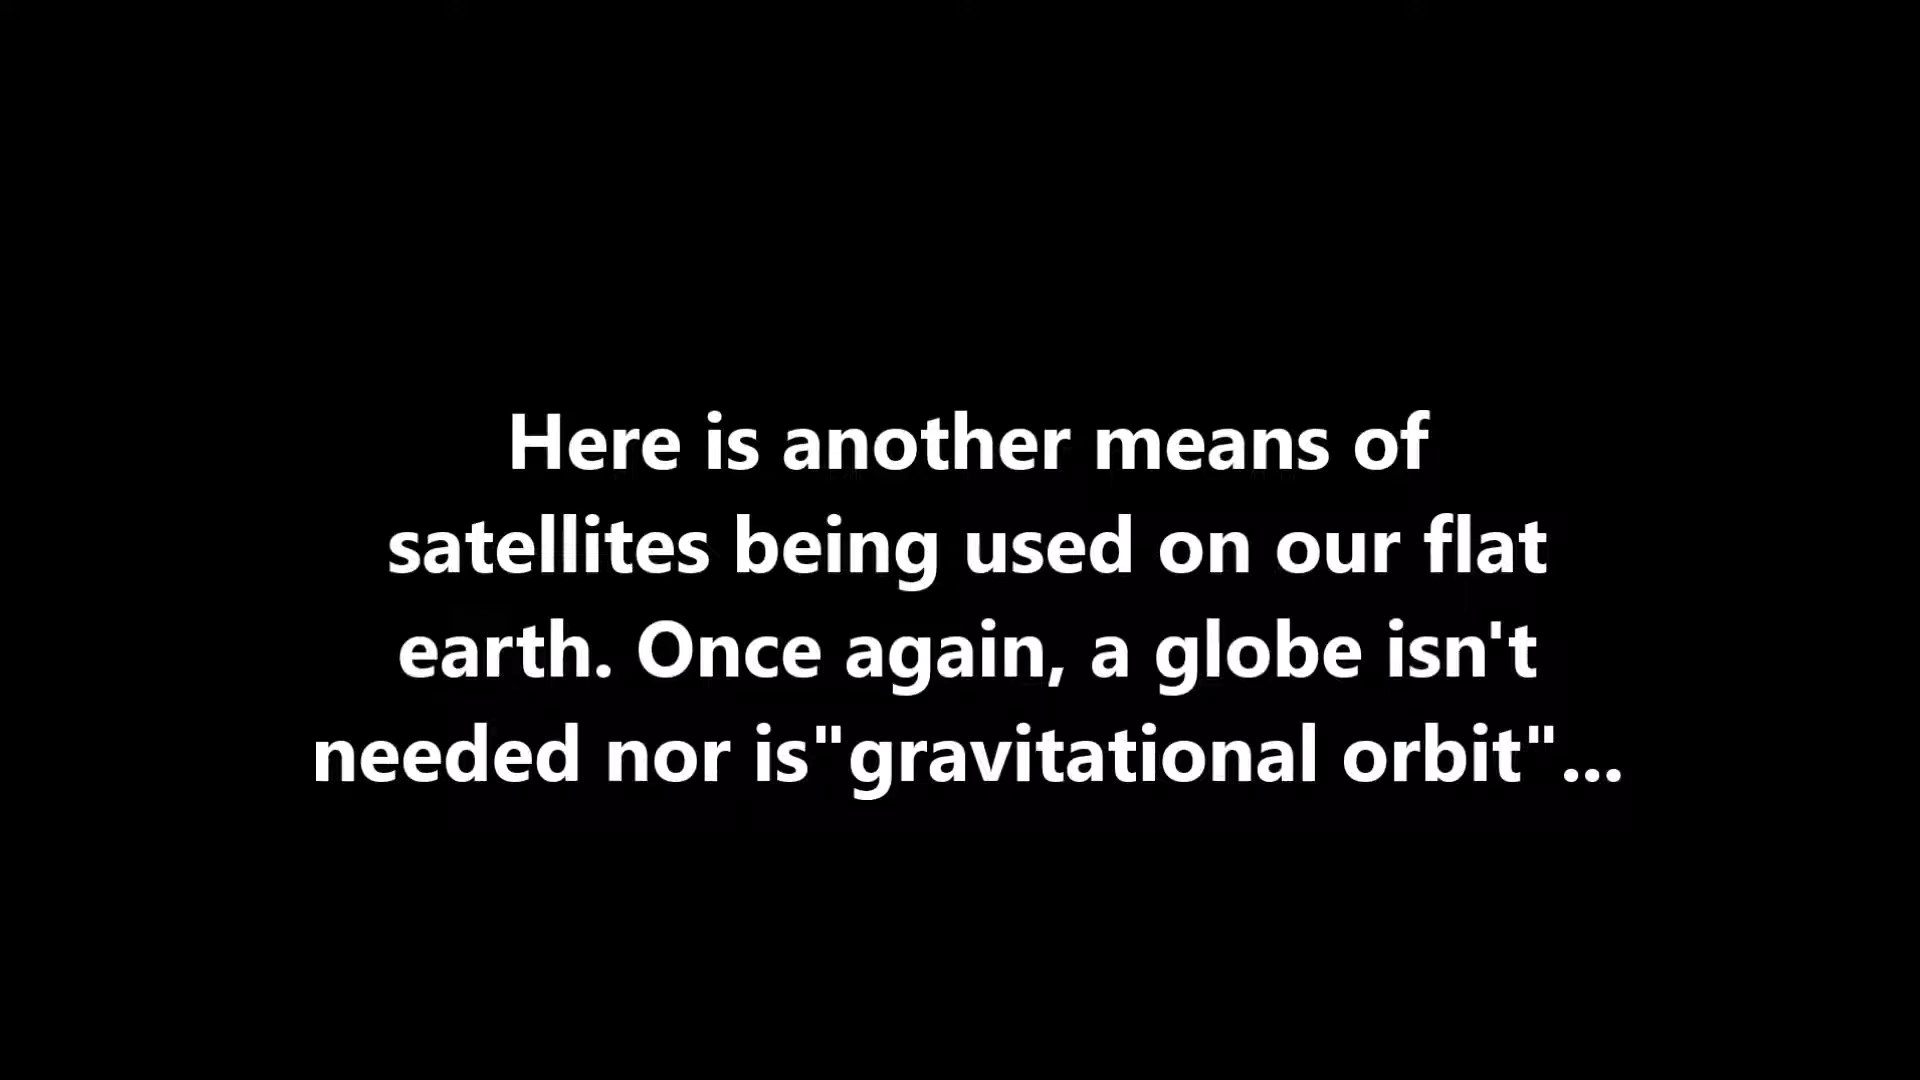 Here is another means of
satellites being used on our flat
earth. Once again, a globe isn't
needed nor is"gravitational orbit"...